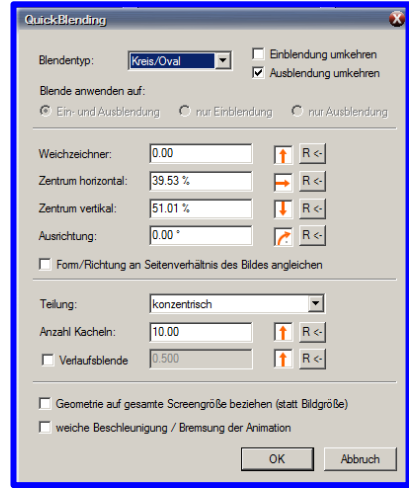 QuickBlending
Blendentyp: Kreis/Oval Einblendung umkehren
Ausblendung umkehren
Blende anwenden auf:
Ein- und Ausblendung nur Einblendung nur Ausblendung
Weichzeichner: 0.00 R <-
Zentrum horizontal: 39.53 % R <-
Zentrum vertikal: 51.01 % R <-
Ausrichtung: 0.00 ° R <-
Form/Richtung an Seitenverhältnis des Bildes angleichen
Teilung: konzentrisch
Anzahl Kacheln: 10.00 R <-
Verlaufsblende 0.500 R <-
Geometrie auf gesamte Screengröße beziehen (statt Bildgröße)
weiche Beschleunigung / Bremsung der Animation
OK Abbruch